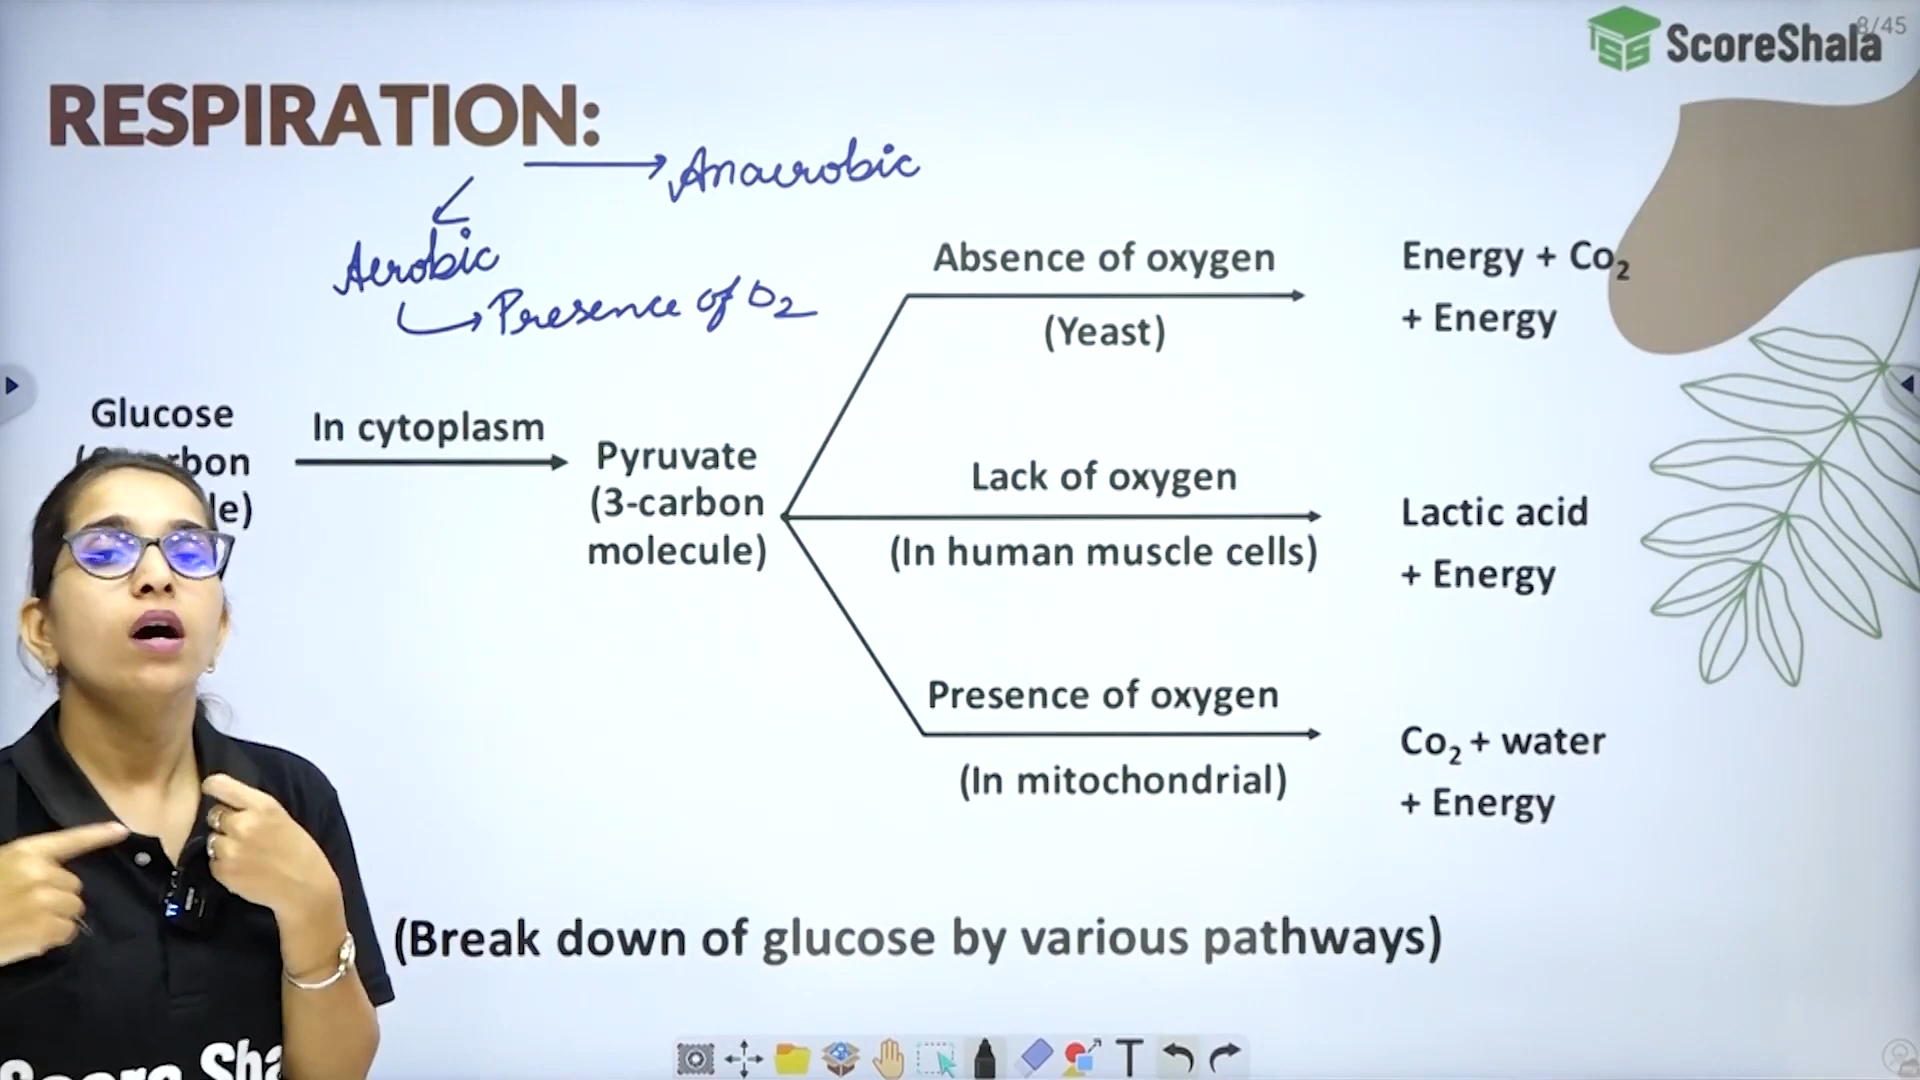 8/45
ScoreShala
RESPIRATION:
Anaerobic
Aerobic
Presence of O2
Absence of oxygen
(Yeast)
Energy + Co2
+ Energy
Glucose
In cytoplasm
Pyruvate
(3-carbon
molecule)
Lack of oxygen
(In human muscle cells)
Lactic acid
+ Energy
Presence of oxygen
(In mitochondrial)
Co2 + water
+ Energy
(Break down of glucose by various pathways)